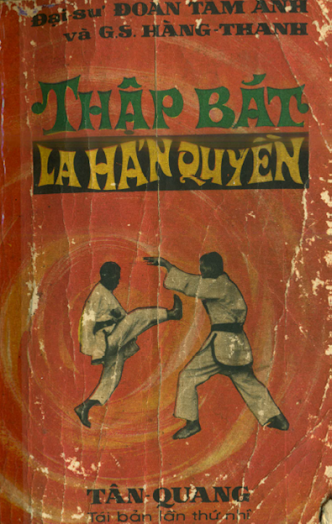 Đại-sư ĐOÀN TÂM ẢNH
và G.S. HÀNG-THANH
THẬP BÁT
LA HÁN QUYỀN
TÂN-QUANG
Tái bản lần thứ nhì